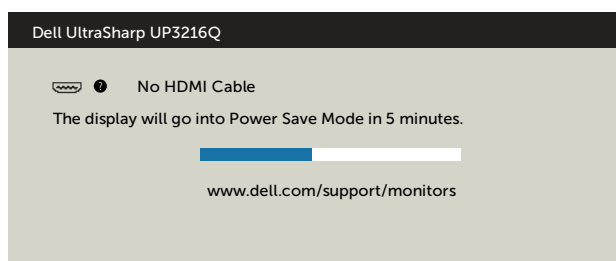 Dell UltraSharp UP3216Q
? No HDMI Cable
The display will go into Power Save Mode in 5 minutes.
www.dell.com/support/monitors